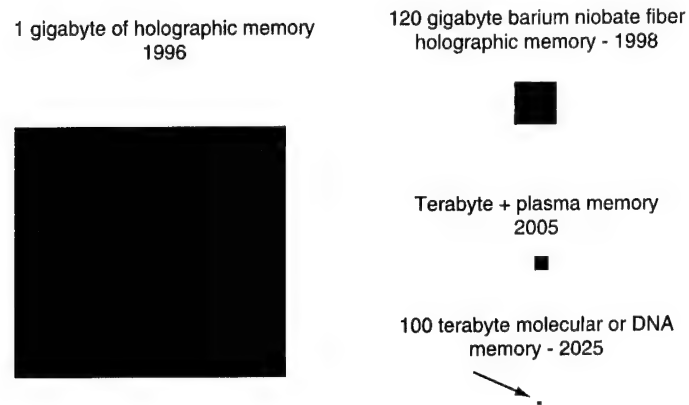 1 gigabyte of holographic memory
1996
120 gigabyte barium niobate fiber
holographic memory - 1998
Terabyte + plasma memory
2005
100 terabyte molecular or DNA
memory - 2025